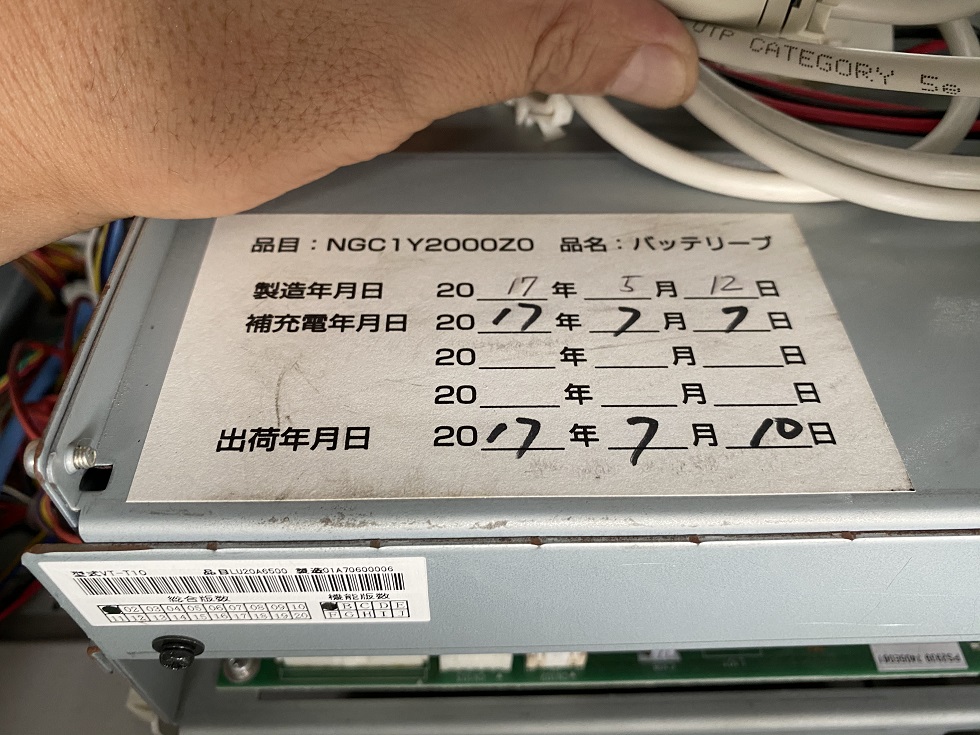 UTP CATEGORY 5e
品目:NGC1Y2000Z0 品名:バッテリーブ
製造年月日 2017年 5月 12日
補充電年月日 2017年 7月 7日
20 年 月 日
20 年 月 日
出荷年月日 2017年 7月 10日
型式VT-T10 品目LU20A6500 製造01A70600006
総合版数 機能版数
02 03 04 05 06 07 08 09 10 B C D E
11 12 13 14 15 16 17 18 19 20 F G H I J